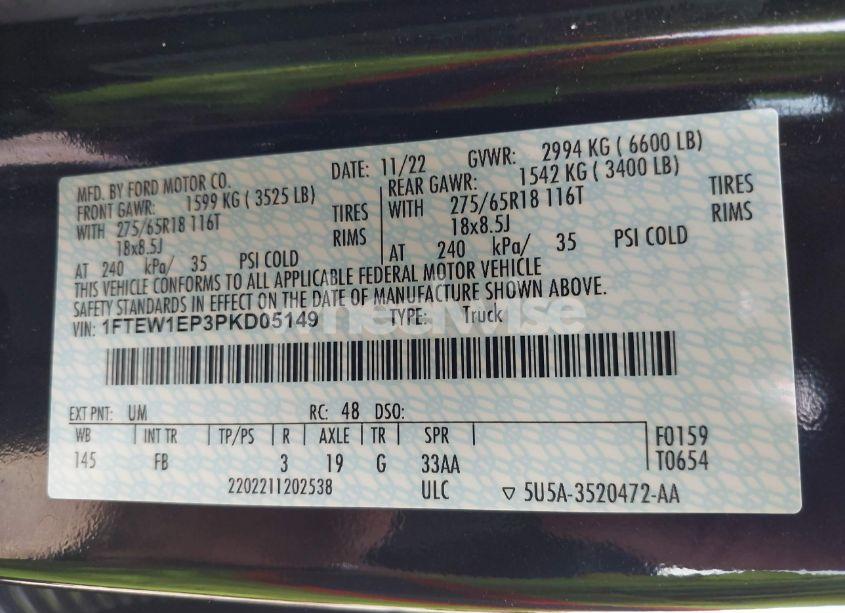 MFD. BY FORD MOTOR CO. DATE: 11/22 GVWR: 2994 KG ( 6600 LB)
FRONT GAWR: 1599 KG ( 3525 LB) REAR GAWR: 1542 KG ( 3400 LB)
WITH 275/65R18 116T TIRES WITH 275/65R18 116T TIRES
18x8.5J RIMS 18x8.5J RIMS
AT 240 kPa/ 35 PSI COLD AT 240 kPa/ 35 PSI COLD
THIS VEHICLE CONFORMS TO ALL APPLICABLE FEDERAL MOTOR VEHICLE
SAFETY STANDARDS IN EFFECT ON THE DATE OF MANUFACTURE SHOWN ABOVE.
VIN: 1FTEW1EP3PKD05149 TYPE: Truck
EXT PNT: UM RC: 48 DSO:
WB INT TR TP/PS R AXLE TR SPR F0159
145 FB 3 19 G 33AA T0654
2202211202538 ULC ▽ 5U5A-3520472-AA